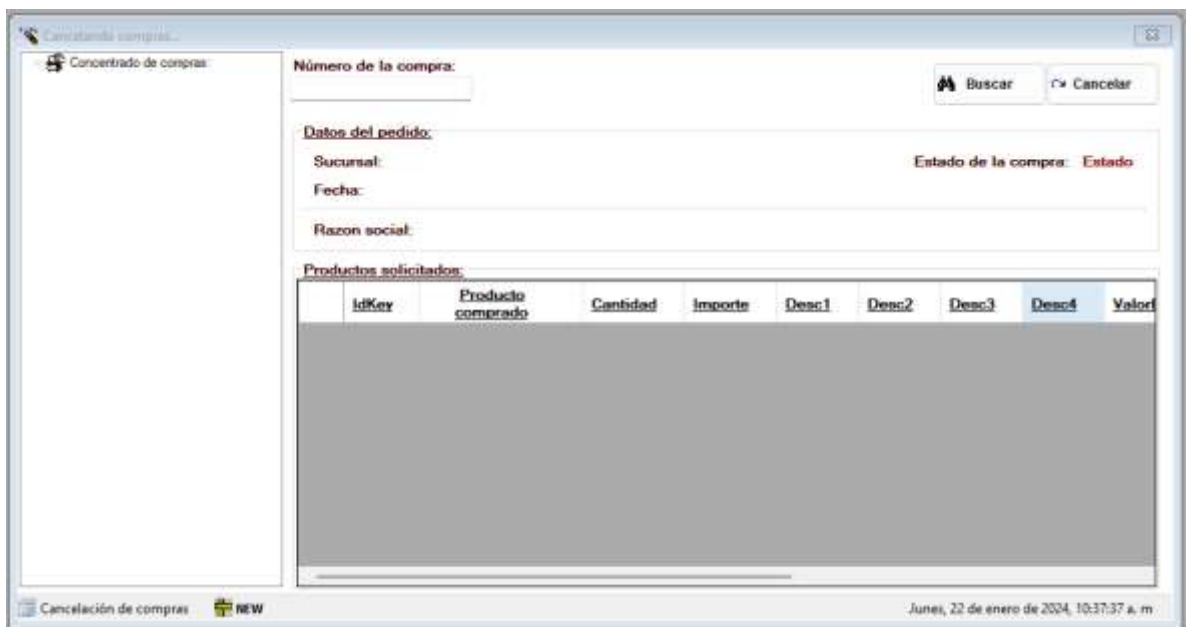 Cancelando compras...
Concentrado de compras
Número de la compra:
Buscar
Cancelar
Datos del pedido:
Sucursal:
Estado de la compra: Estado
Fecha:
Razon social:
Productos solicitados:
IdKey Producto comprado Cantidad Importe Desc1 Desc2 Desc3 Desc4
Cancelación de compras NEW
lunes, 22 de enero de 2024, 10:37:37 a. m